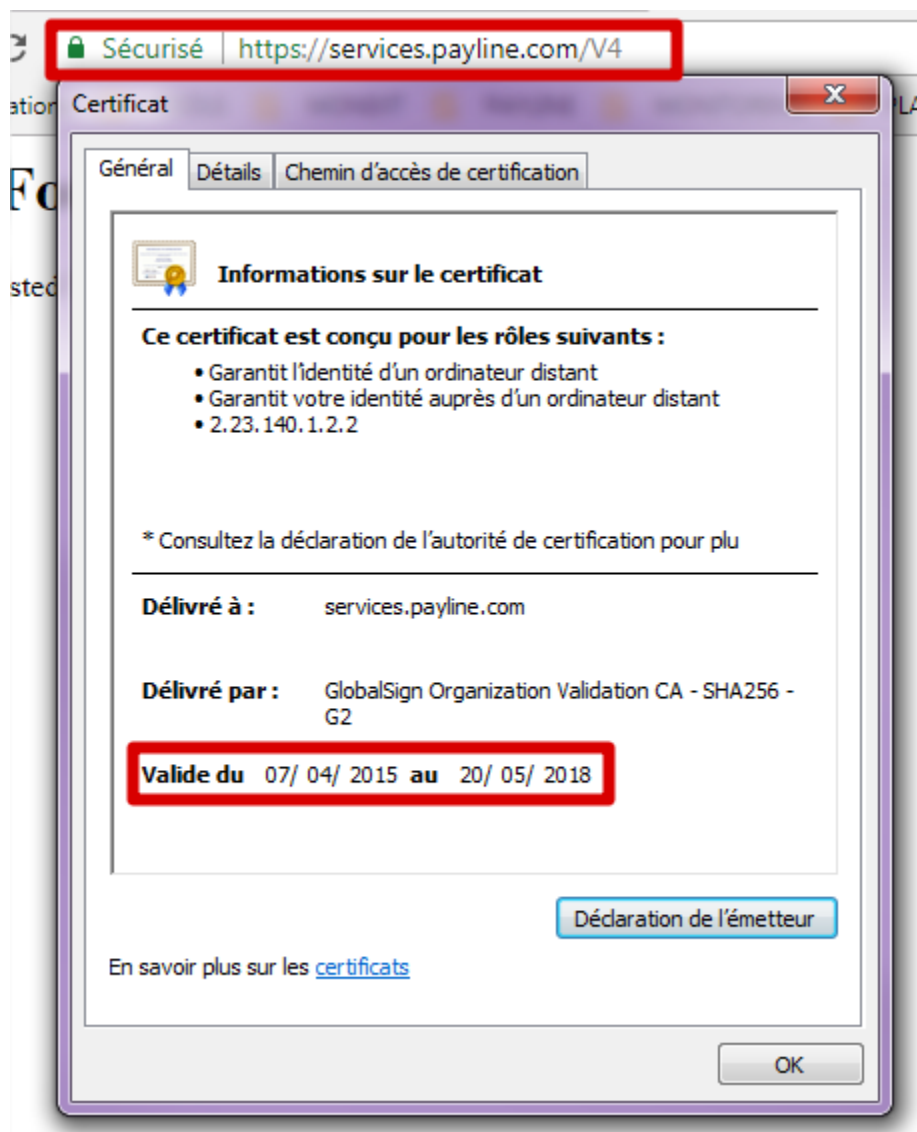 Sécurisé | https://services.payline.com/V4
ation
Certificat
PLA
Général Détails Chemin d'accès de certification
Fo
Informations sur le certificat
sted
Ce certificat est conçu pour les rôles suivants :
• Garantit l'identité d'un ordinateur distant
• Garantit votre identité auprès d'un ordinateur distant
• 2.23.140.1.2.2
* Consultez la déclaration de l'autorité de certification pour plu
Délivré à : services.payline.com
Délivré par : GlobalSign Organization Validation CA - SHA256 -
G2
Valide du 07/ 04/ 2015 au 20/ 05/ 2018
Déclaration de l'émetteur
En savoir plus sur les certificats
OK